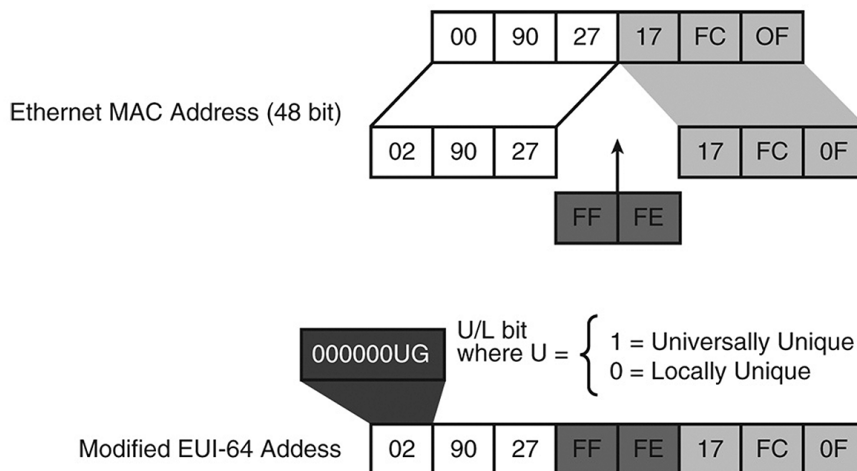 00 90 27 17 FC OF
Ethernet MAC Address (48 bit)
02 90 27 17 FC 0F
FF FE
U/L bit
where U =
1 = Universally Unique
0 = Locally Unique
000000UG
Modified EUI-64 Addess
02 90 27 FF FE 17 FC 0F